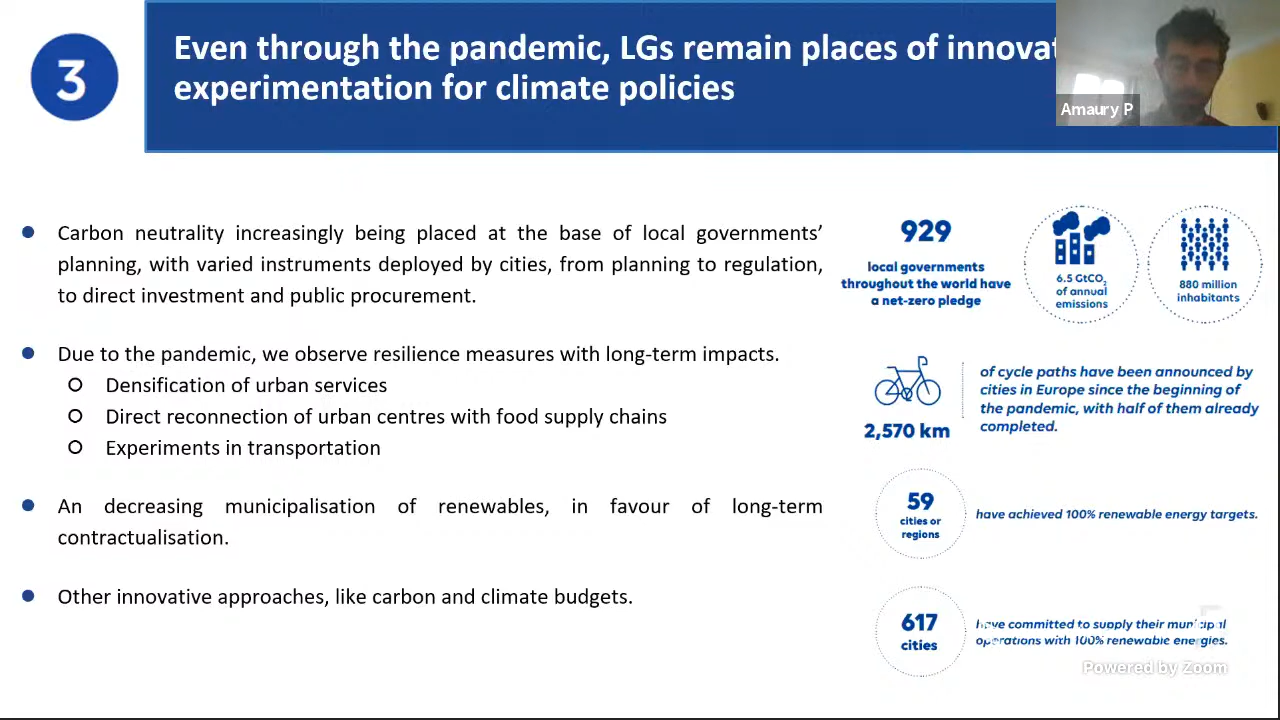 3
Even through the pandemic, LGs remain places of innovat
experimentation for climate policies
Amaury P
Carbon neutrality increasingly being placed at the base of local governments’
planning, with varied instruments deployed by cities, from planning to regulation,
to direct investment and public procurement.
Due to the pandemic, we observe resilience measures with long-term impacts.
Densification of urban services
Direct reconnection of urban centres with food supply chains
Experiments in transportation
An decreasing municipalisation of renewables, in favour of long-term
contractualisation.
Other innovative approaches, like carbon and climate budgets.
929
local governments
throughout the world have
a net-zero pledge
6.5 GtCO₂
of annual
emissions
880 million
inhabitants
2,570 km
of cycle paths have been announced by
cities in Europe since the beginning of
the pandemic, with half of them already
completed.
59
cities or
regions
have achieved 100% renewable energy targets.
617
cities
have committed to supply their municipal
operations with 100% renewable energies.
Powered by Zoom